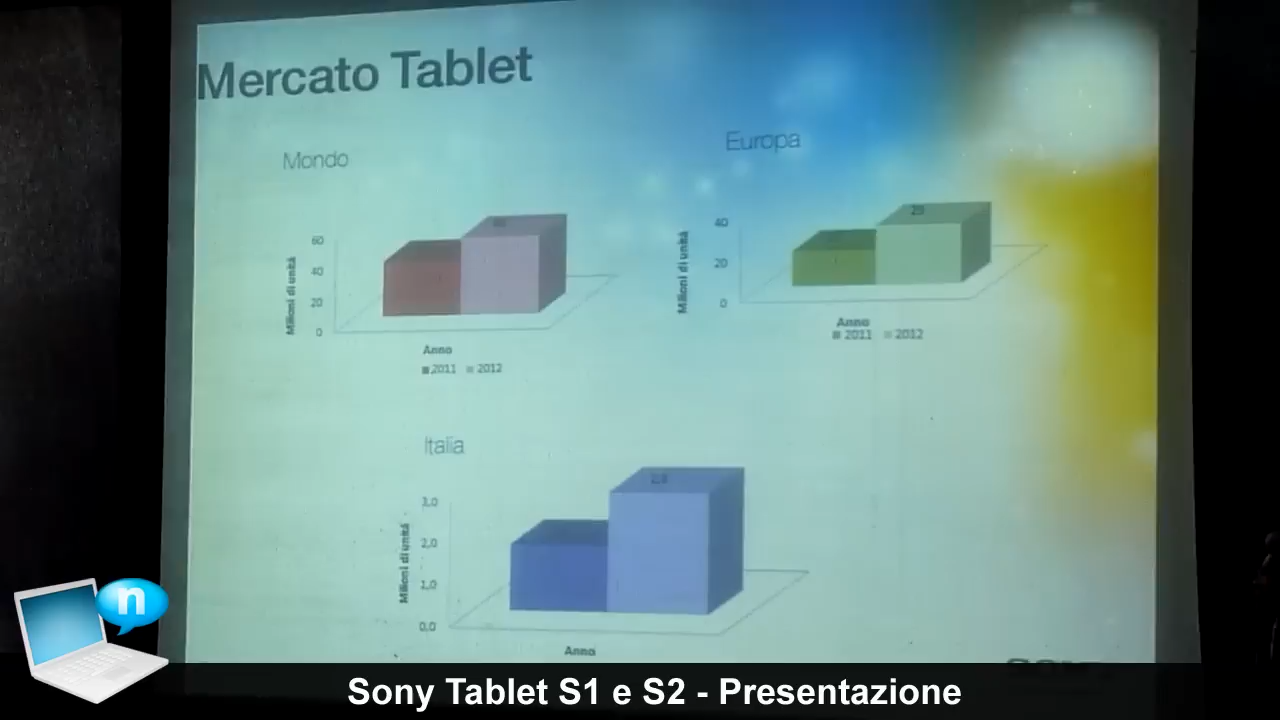 Mercato Tablet
Mondo
Milioni di unità
60
40
20
0
Anno
2011 2012
Europa
Milioni di unità
40
20
0
Anno
2011 2012
Italia
Milioni di unità
3,0
2,0
1,0
0,0
Anno
n
Sony Tablet S1 e S2 - Presentazione